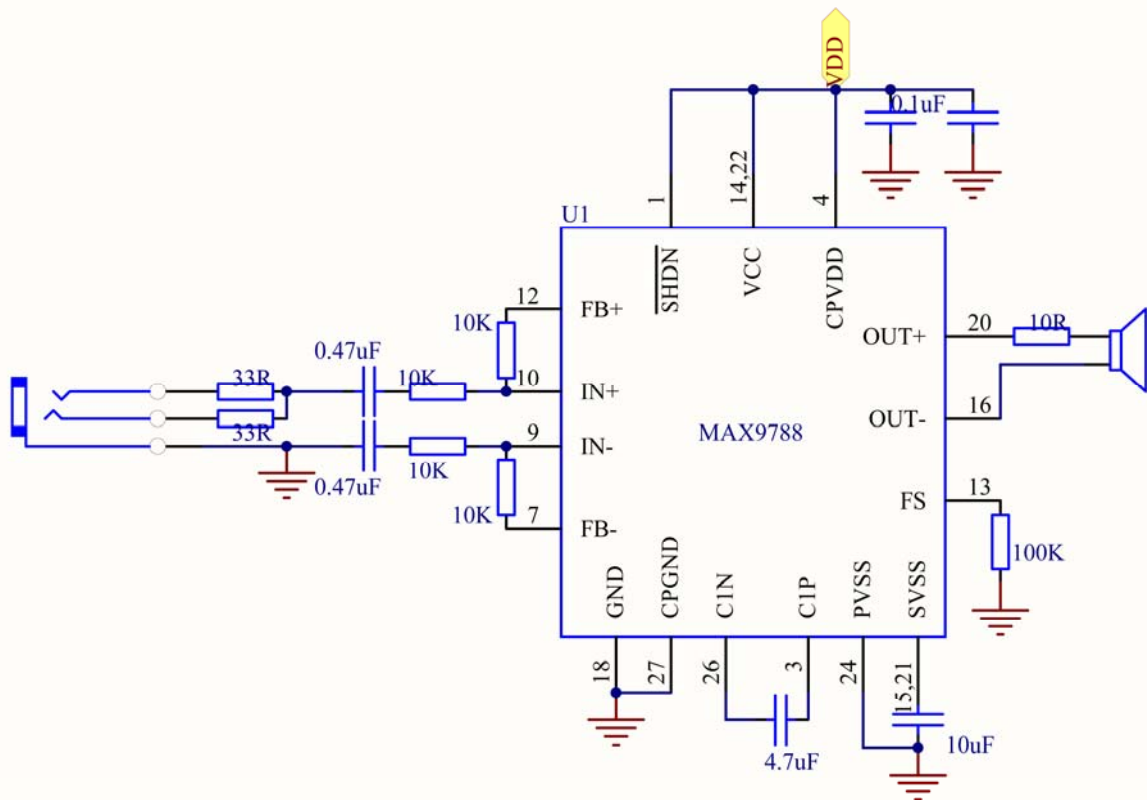 VDD
0.1uF
1
14,22
4
U1
SHDN
VCC
CPVDD
12
FB+
10K
20
10R
OUT+
0.47uF
33R
10K
10
IN+
16
OUT-
33R
9
IN-
MAX9788
0.47uF
10K
10K
7
FB-
13
FS
100K
GND
CPGND
C1N
C1P
PVSS
SVSS
18
27
26
3
24
15,21
4.7uF
10uF